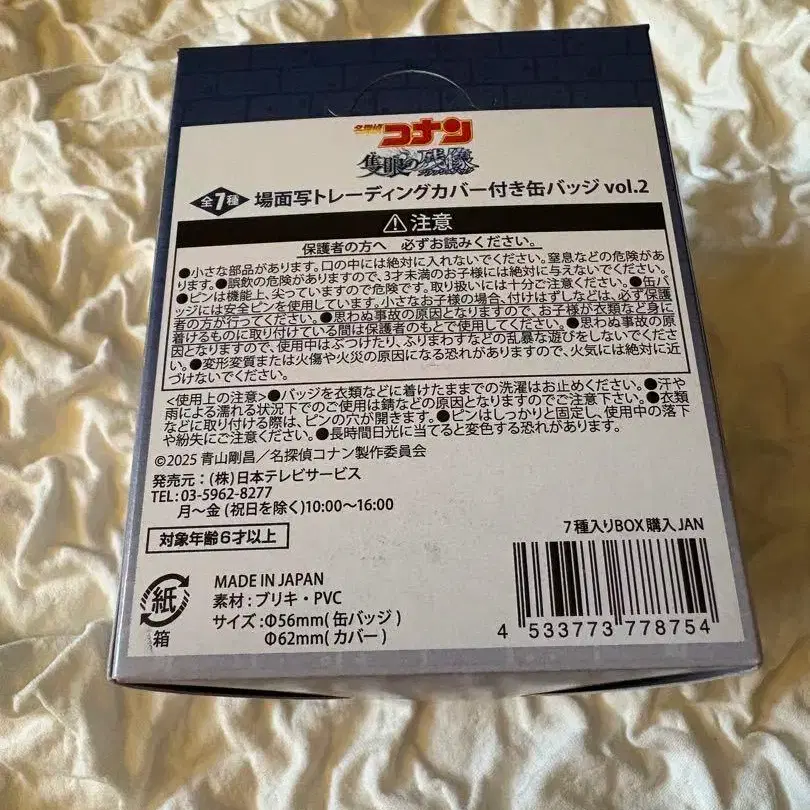 名探偵
コナン
隻眼の残像
全7種 場面写トレーディングカバー付き缶バッジ vol.2
注意
保護者の方へ 必ずお読みください。
●小さな部品があります。口の中には絶対に入れないでください。窒息などの危険があり
ます。●誤飲の危険がありますので、3才未満のお子様には絶対に与えないでください。
●ピンは機能上、尖っていますので危険です。取り扱いには十分ご注意ください。●缶バ
ッジには安全ピンを使用しています。小さなお子様の場合、付けはずしなどは、必ず保護
者の方が行ってください。●思わぬ事故の原因となりますので、お子様が衣類など身に
着けるものに取り付けている間は保護者のもとで使用してください。●思わぬ事故の原
因となりますので、使用中はぶつけたり、ふりまわすなどの乱暴な遊びをしないでくださ
い。●変形変質または火傷や火災の原因になる恐れがありますので、火気には絶対に近
づけないでください。
<使用上の注意>●バッジを衣類などに着けたままでの洗濯はお止めください。●汗や
雨による濡れる状況下でのご使用は錆などの原因となりますのでご注意ください。●衣類
などに取り付ける際は、ピンの穴が開きます。●ピンはしっかりと固定し、使用中の落下
や紛失にご注意ください。●長時間日光に当てると変色する恐れがあります。
©2025 青山剛昌／名探偵コナン製作委員会
発売元：(株)日本テレビサービス
TEL：03-5962-8277
月～金 (祝日を除く)10:00～16:00
対象年齢6才以上
7種入りBOX購入JAN
紙
箱
MADE IN JAPAN
素材：ブリキ・PVC
サイズ：Φ56mm(缶バッジ)
Φ62mm(カバー)
4 533773 778754